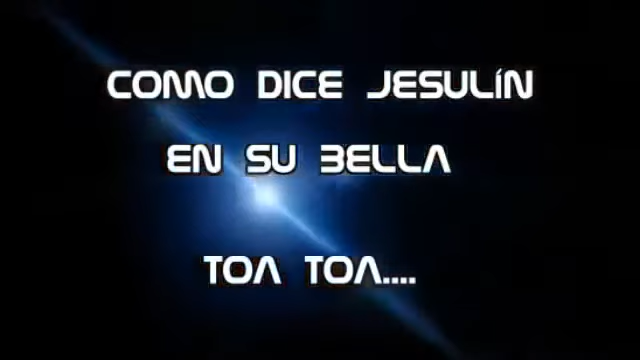 COMO DICE JESULÍN
EN SU BELLA
TOA TOA....